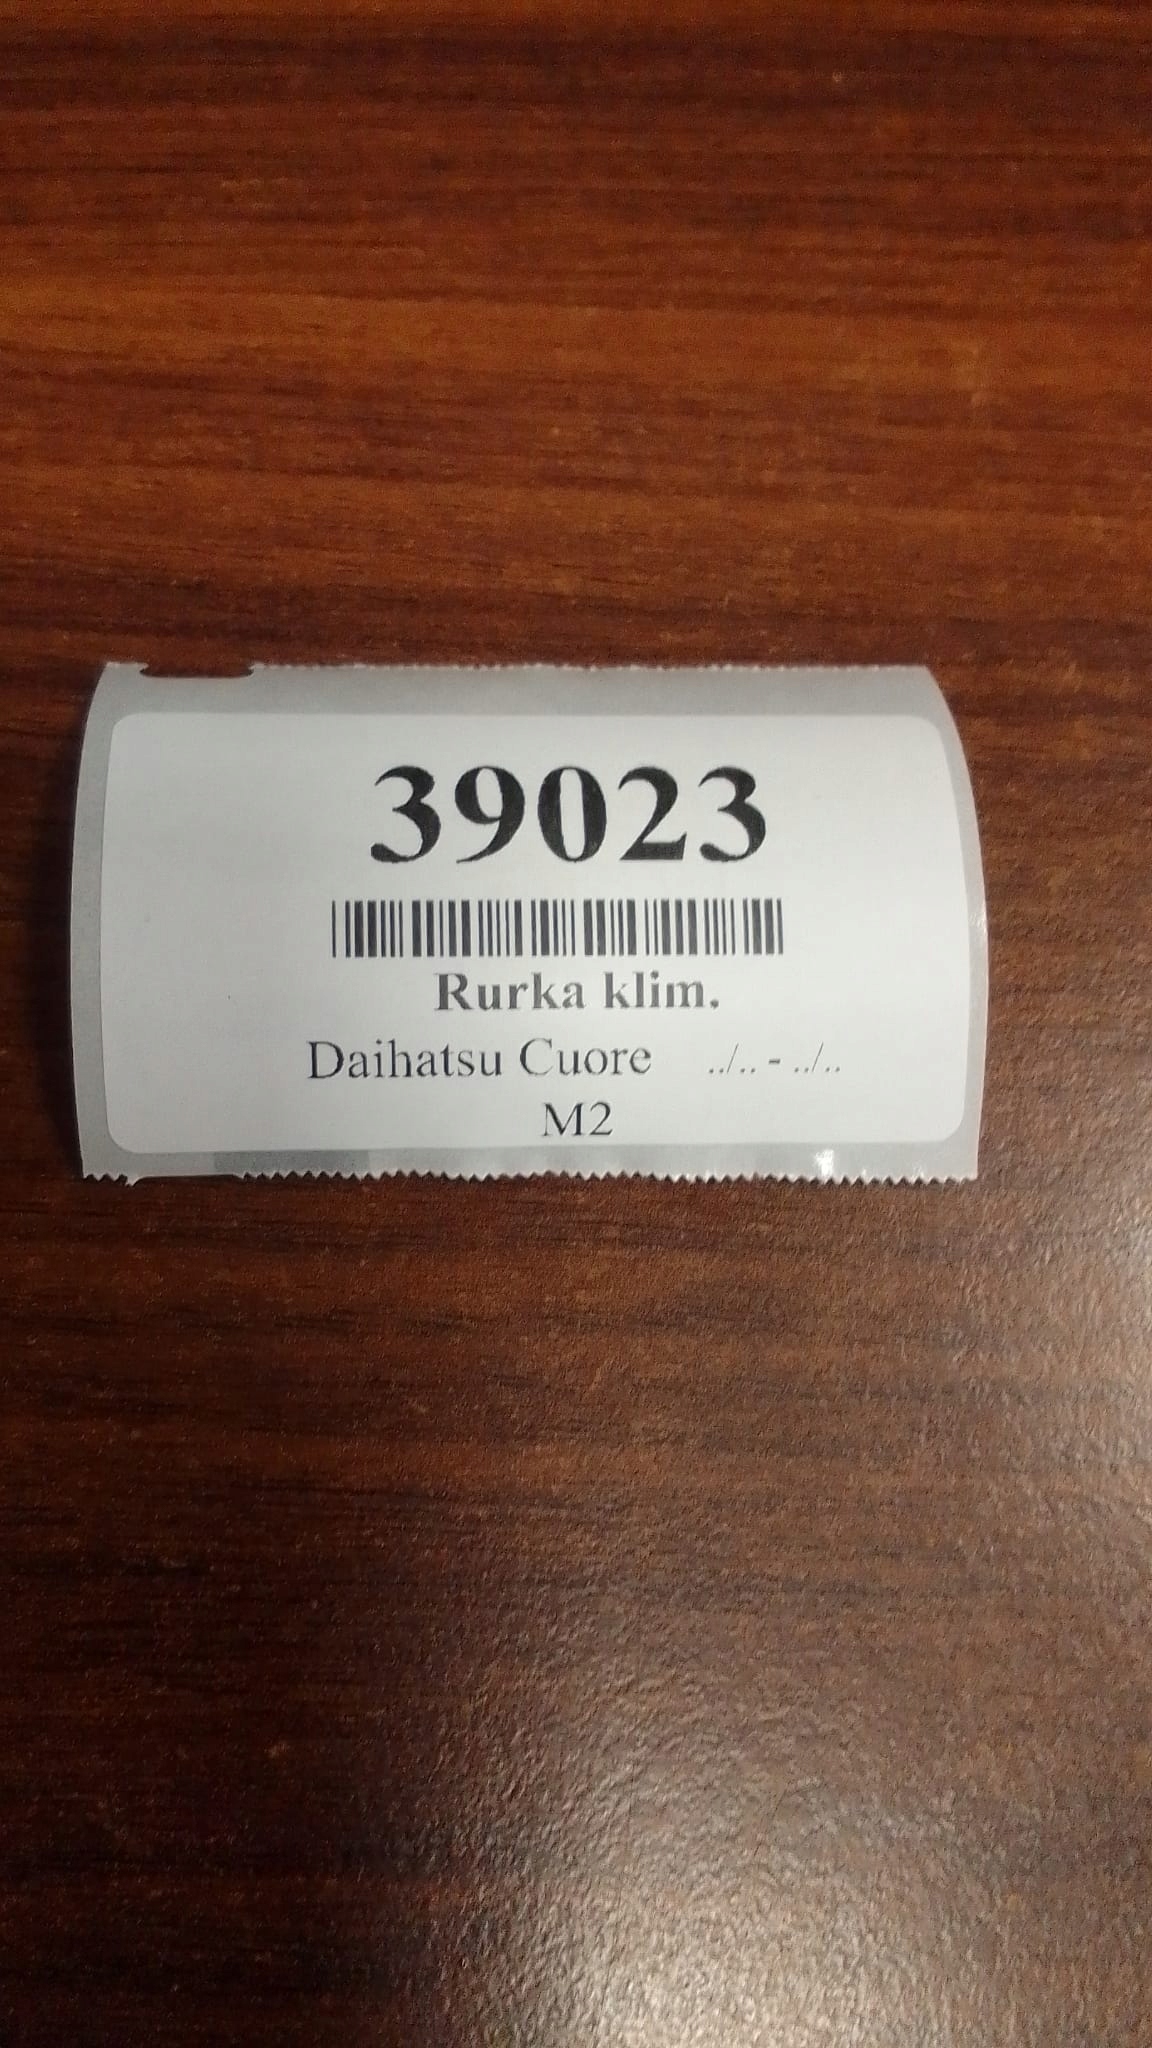 39023
Rurka klim.
Daihatsu Cuore ../.. - ../..
M2